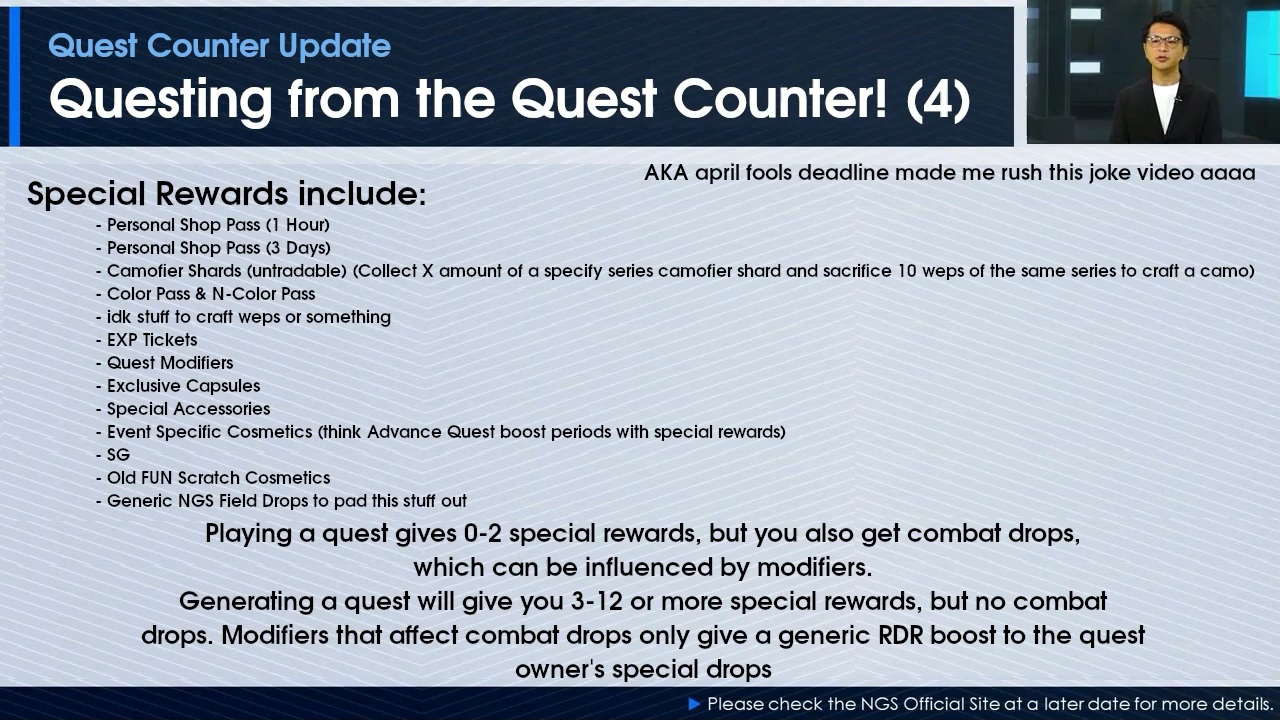 Quest Counter Update
Questing from the Quest Counter! (4)
AKA april fools deadline made me rush this joke video aaaa
Special Rewards include:
- Personal Shop Pass (1 Hour)
- Personal Shop Pass (3 Days)
- Camofier Shards (untradable) (Collect X amount of a specify series camofier shard and sacrifice 10 weps of the same series to craft a camo)
- Color Pass & N-Color Pass
- idk stuff to craft weps or something
- EXP Tickets
- Quest Modifiers
- Exclusive Capsules
- Special Accessories
- Event Specific Cosmetics (think Advance Quest boost periods with special rewards)
- SG
- Old FUN Scratch Cosmetics
- Generic NGS Field Drops to pad this stuff out
Playing a quest gives 0-2 special rewards, but you also get combat drops,
which can be influenced by modifiers.
Generating a quest will give you 3-12 or more special rewards, but no combat
drops. Modifiers that affect combat drops only give a generic RDR boost to the quest
owner's special drops
Please check the NGS Official Site at a later date for more details.